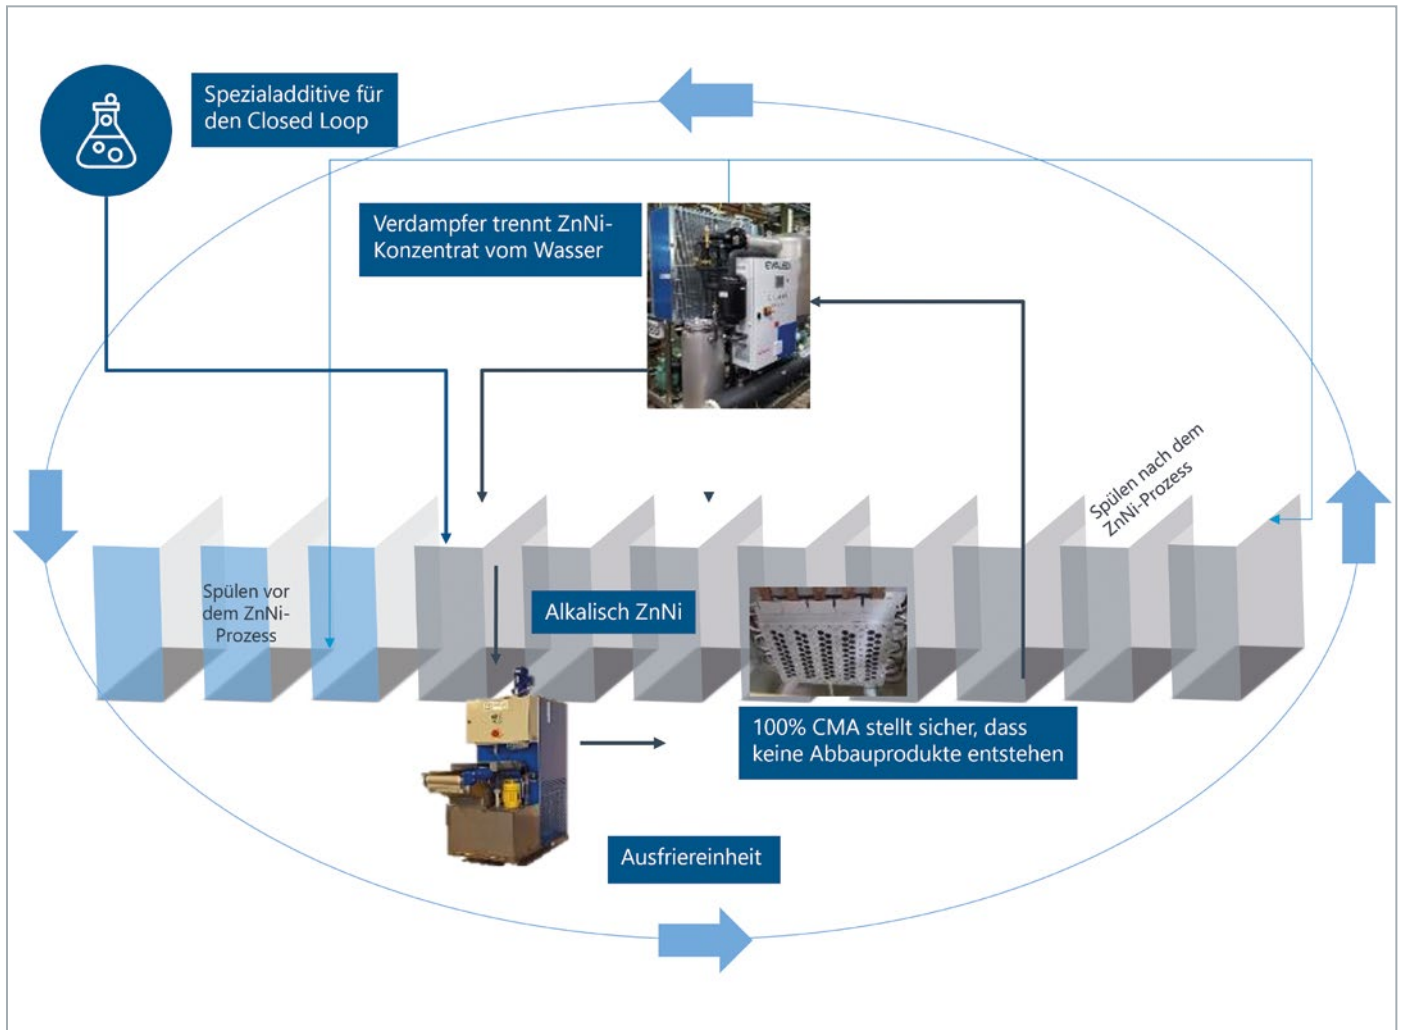 Spezialadditive für
den Closed Loop
Verdampfer trennt ZnNi-
Konzentrat vom Wasser
Spülen nach dem
ZnNi-Prozess
Spülen vor
dem ZnNi-
Prozess
Alkalisch ZnNi
100% CMA stellt sicher, dass
keine Abbauprodukte entstehen
Ausfriereinheit